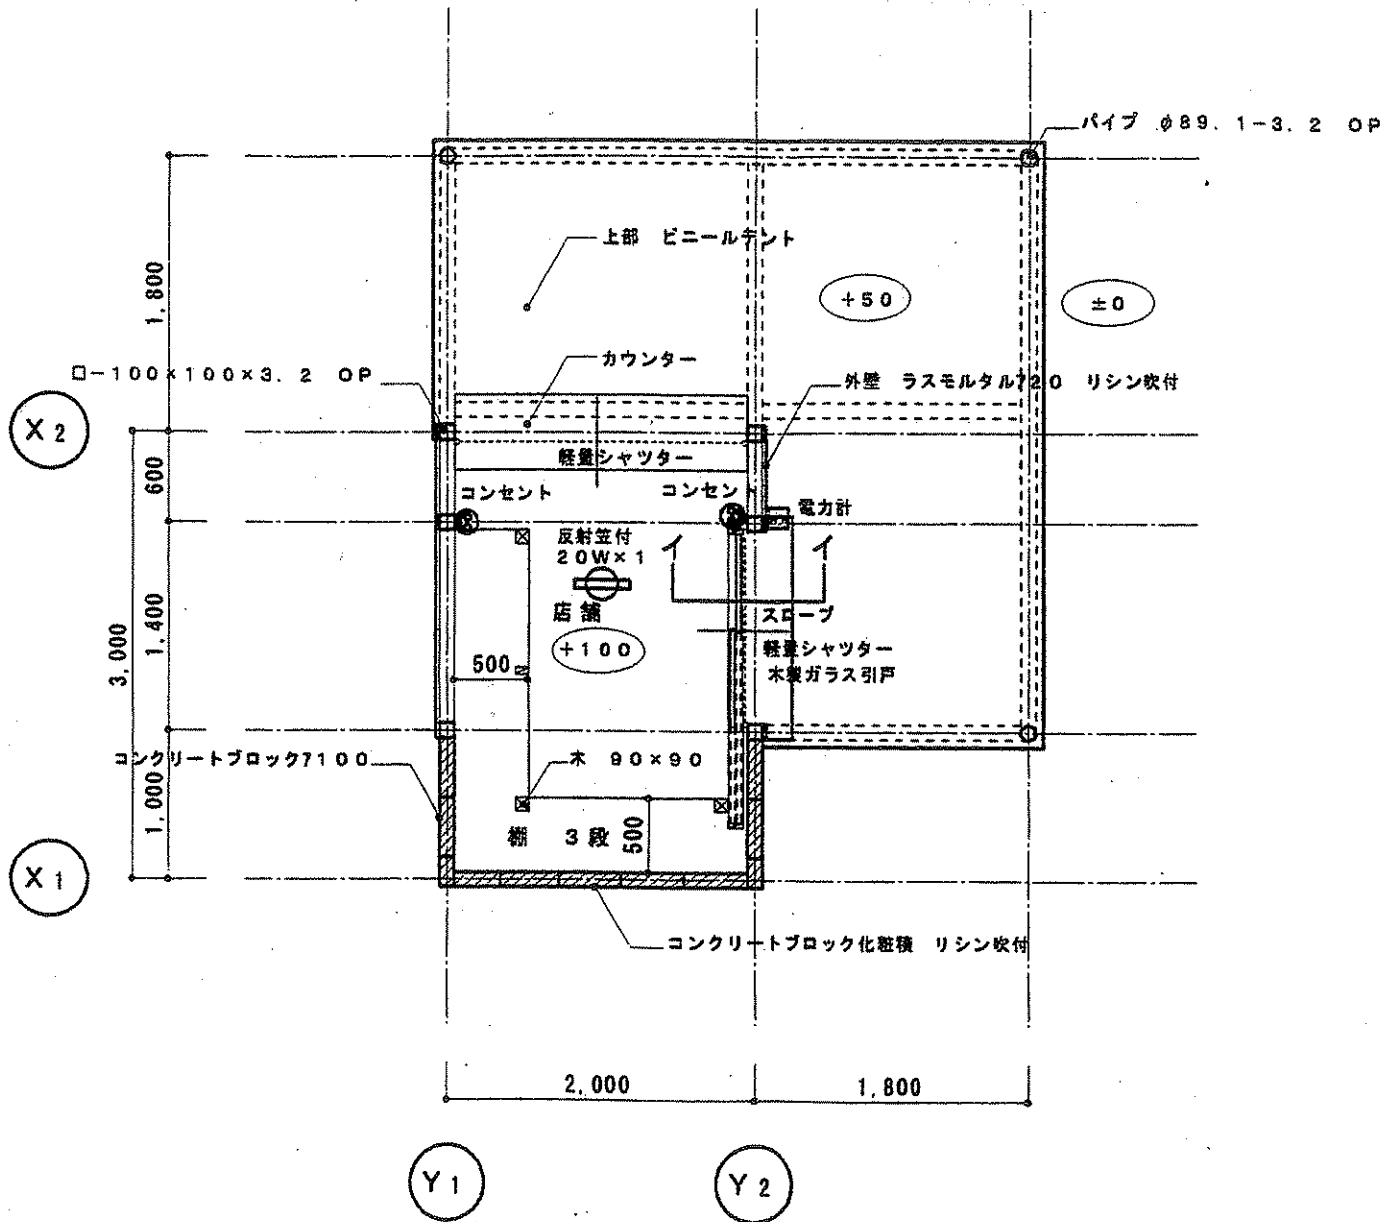 パイプ φ89.1-3.2 OP
上部 ビニールテント
+50
±0
1,800
カウンター
ロ-100×100×3.2 OP
外壁 ラスモルタル720 リシン吹付
X2
軽量シャツター
600
コンセント
コンセント
電力計
反射笠付
20W×1
イ
イ
店舗
スロープ
+100
1,400
3,000
500
軽量シャツター
木製ガラス引戸
コンクリートブロック7100
木 90×90
1,000
棚 3段
500
X1
コンクリートブロック化粧積 リシン吹付
2,000
1,800
Y1
Y2